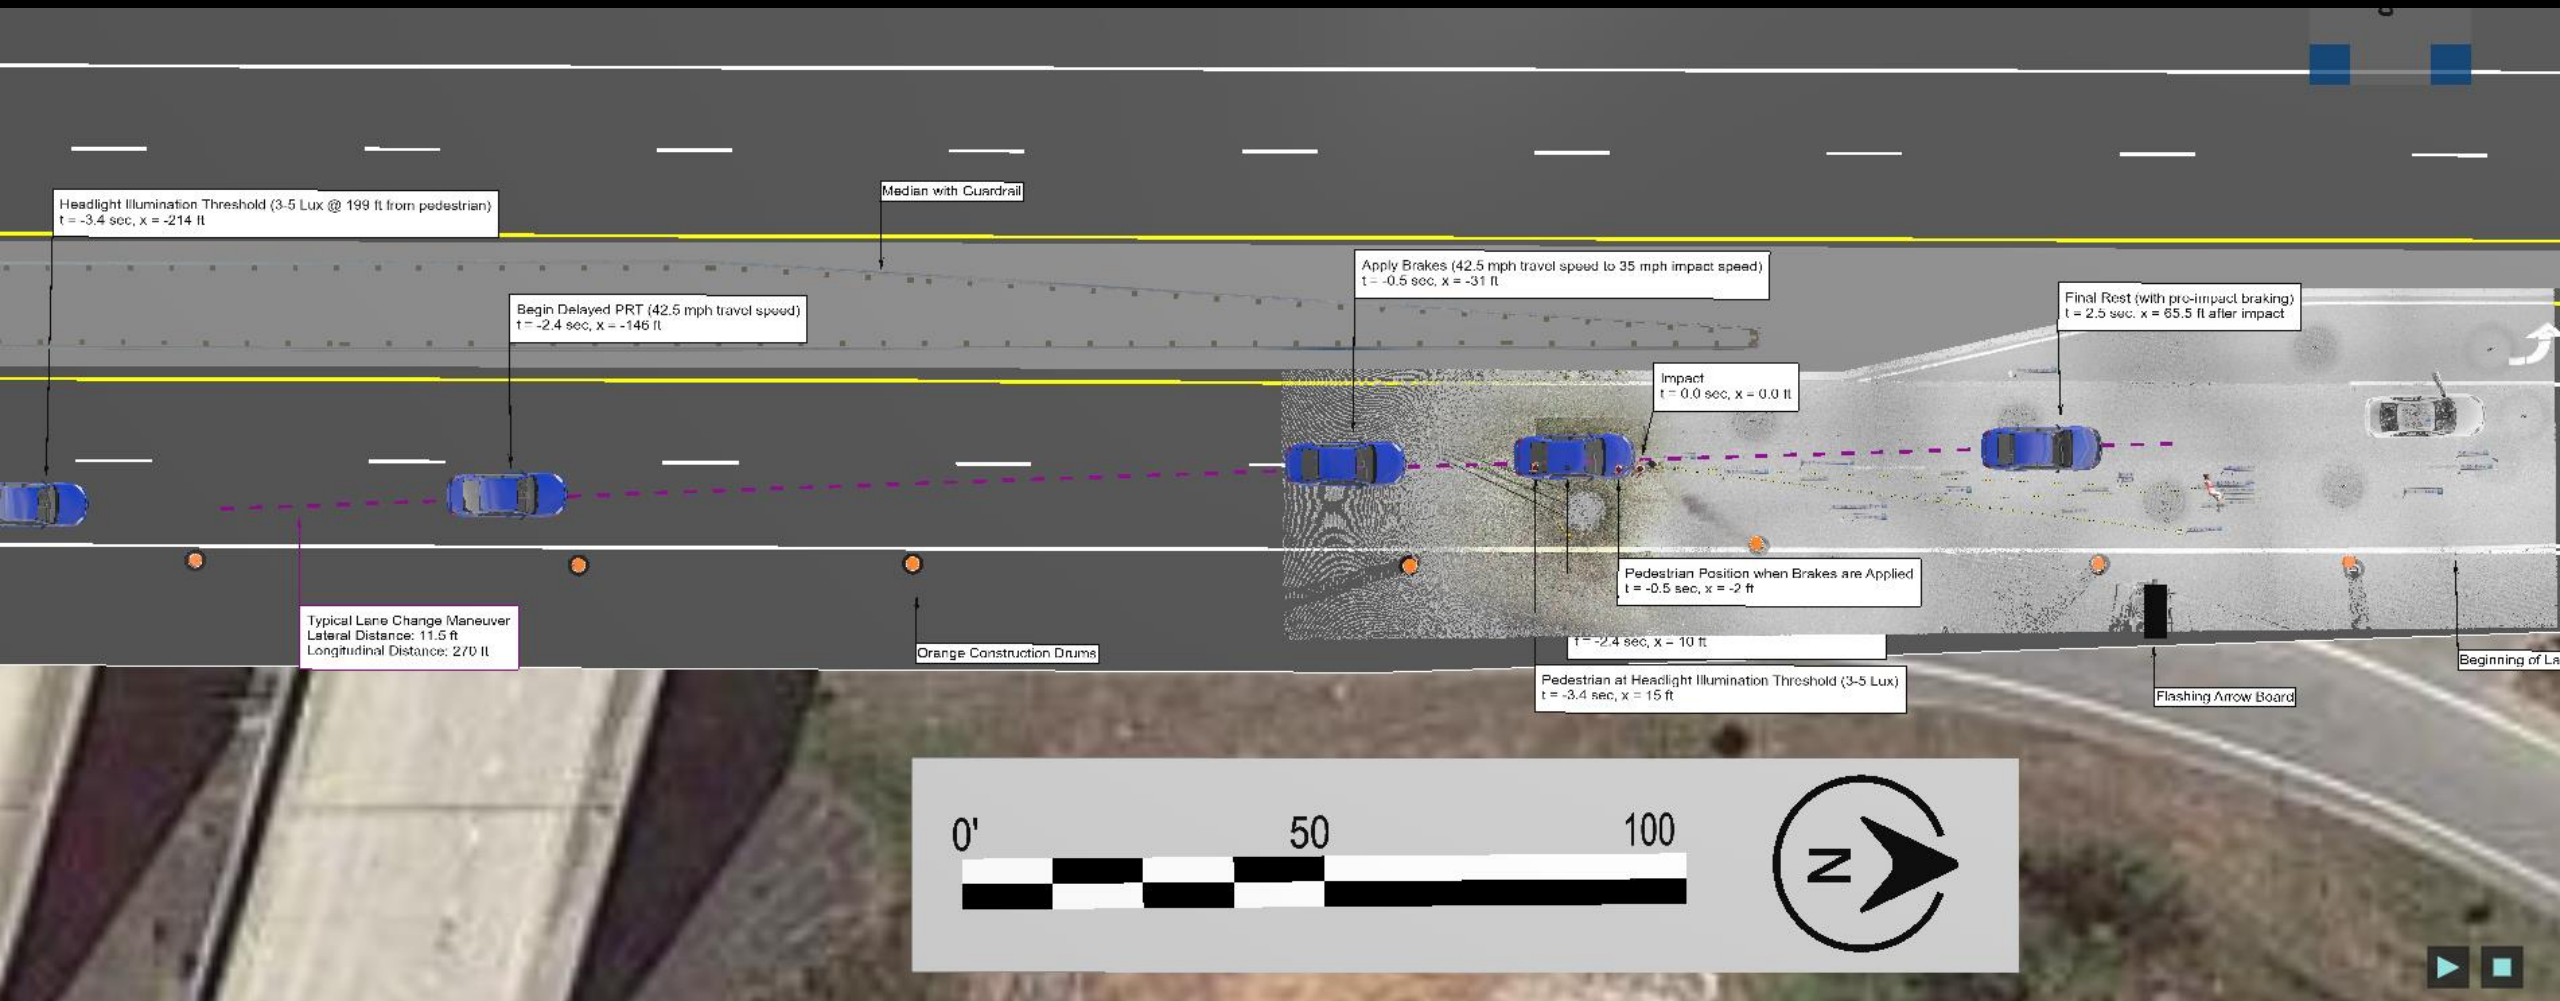 Headlight Illumination Threshold (3-5 Lux @ 199 ft from pedestrian)
t = -3.4 sec, x = -214 ft
Median with Guardrail
Begin Delayed PRT (42.5 mph travel speed)
t = -2.4 sec, x = -146 ft
Apply Brakes (42.5 mph travel speed to 35 mph impact speed)
t = -0.5 sec, x = -31 ft
Final Rest (with pre-impact braking)
t = 2.5 sec, x = 65.5 ft after impact
Impact
t = 0.0 sec, x = 0.0 ft
Pedestrian Position when Brakes are Applied
t = -0.5 sec, x = -2 ft
t = -2.4 sec, x = 10 ft
Pedestrian at Headlight Illumination Threshold (3-5 Lux)
t = -3.4 sec, x = 15 ft
Typical Lane Change Maneuver
Lateral Distance: 11.5 ft
Longitudinal Distance: 270 ft
Orange Construction Drums
Beginning of La
Flashing Arrow Board
0' 50 100
N